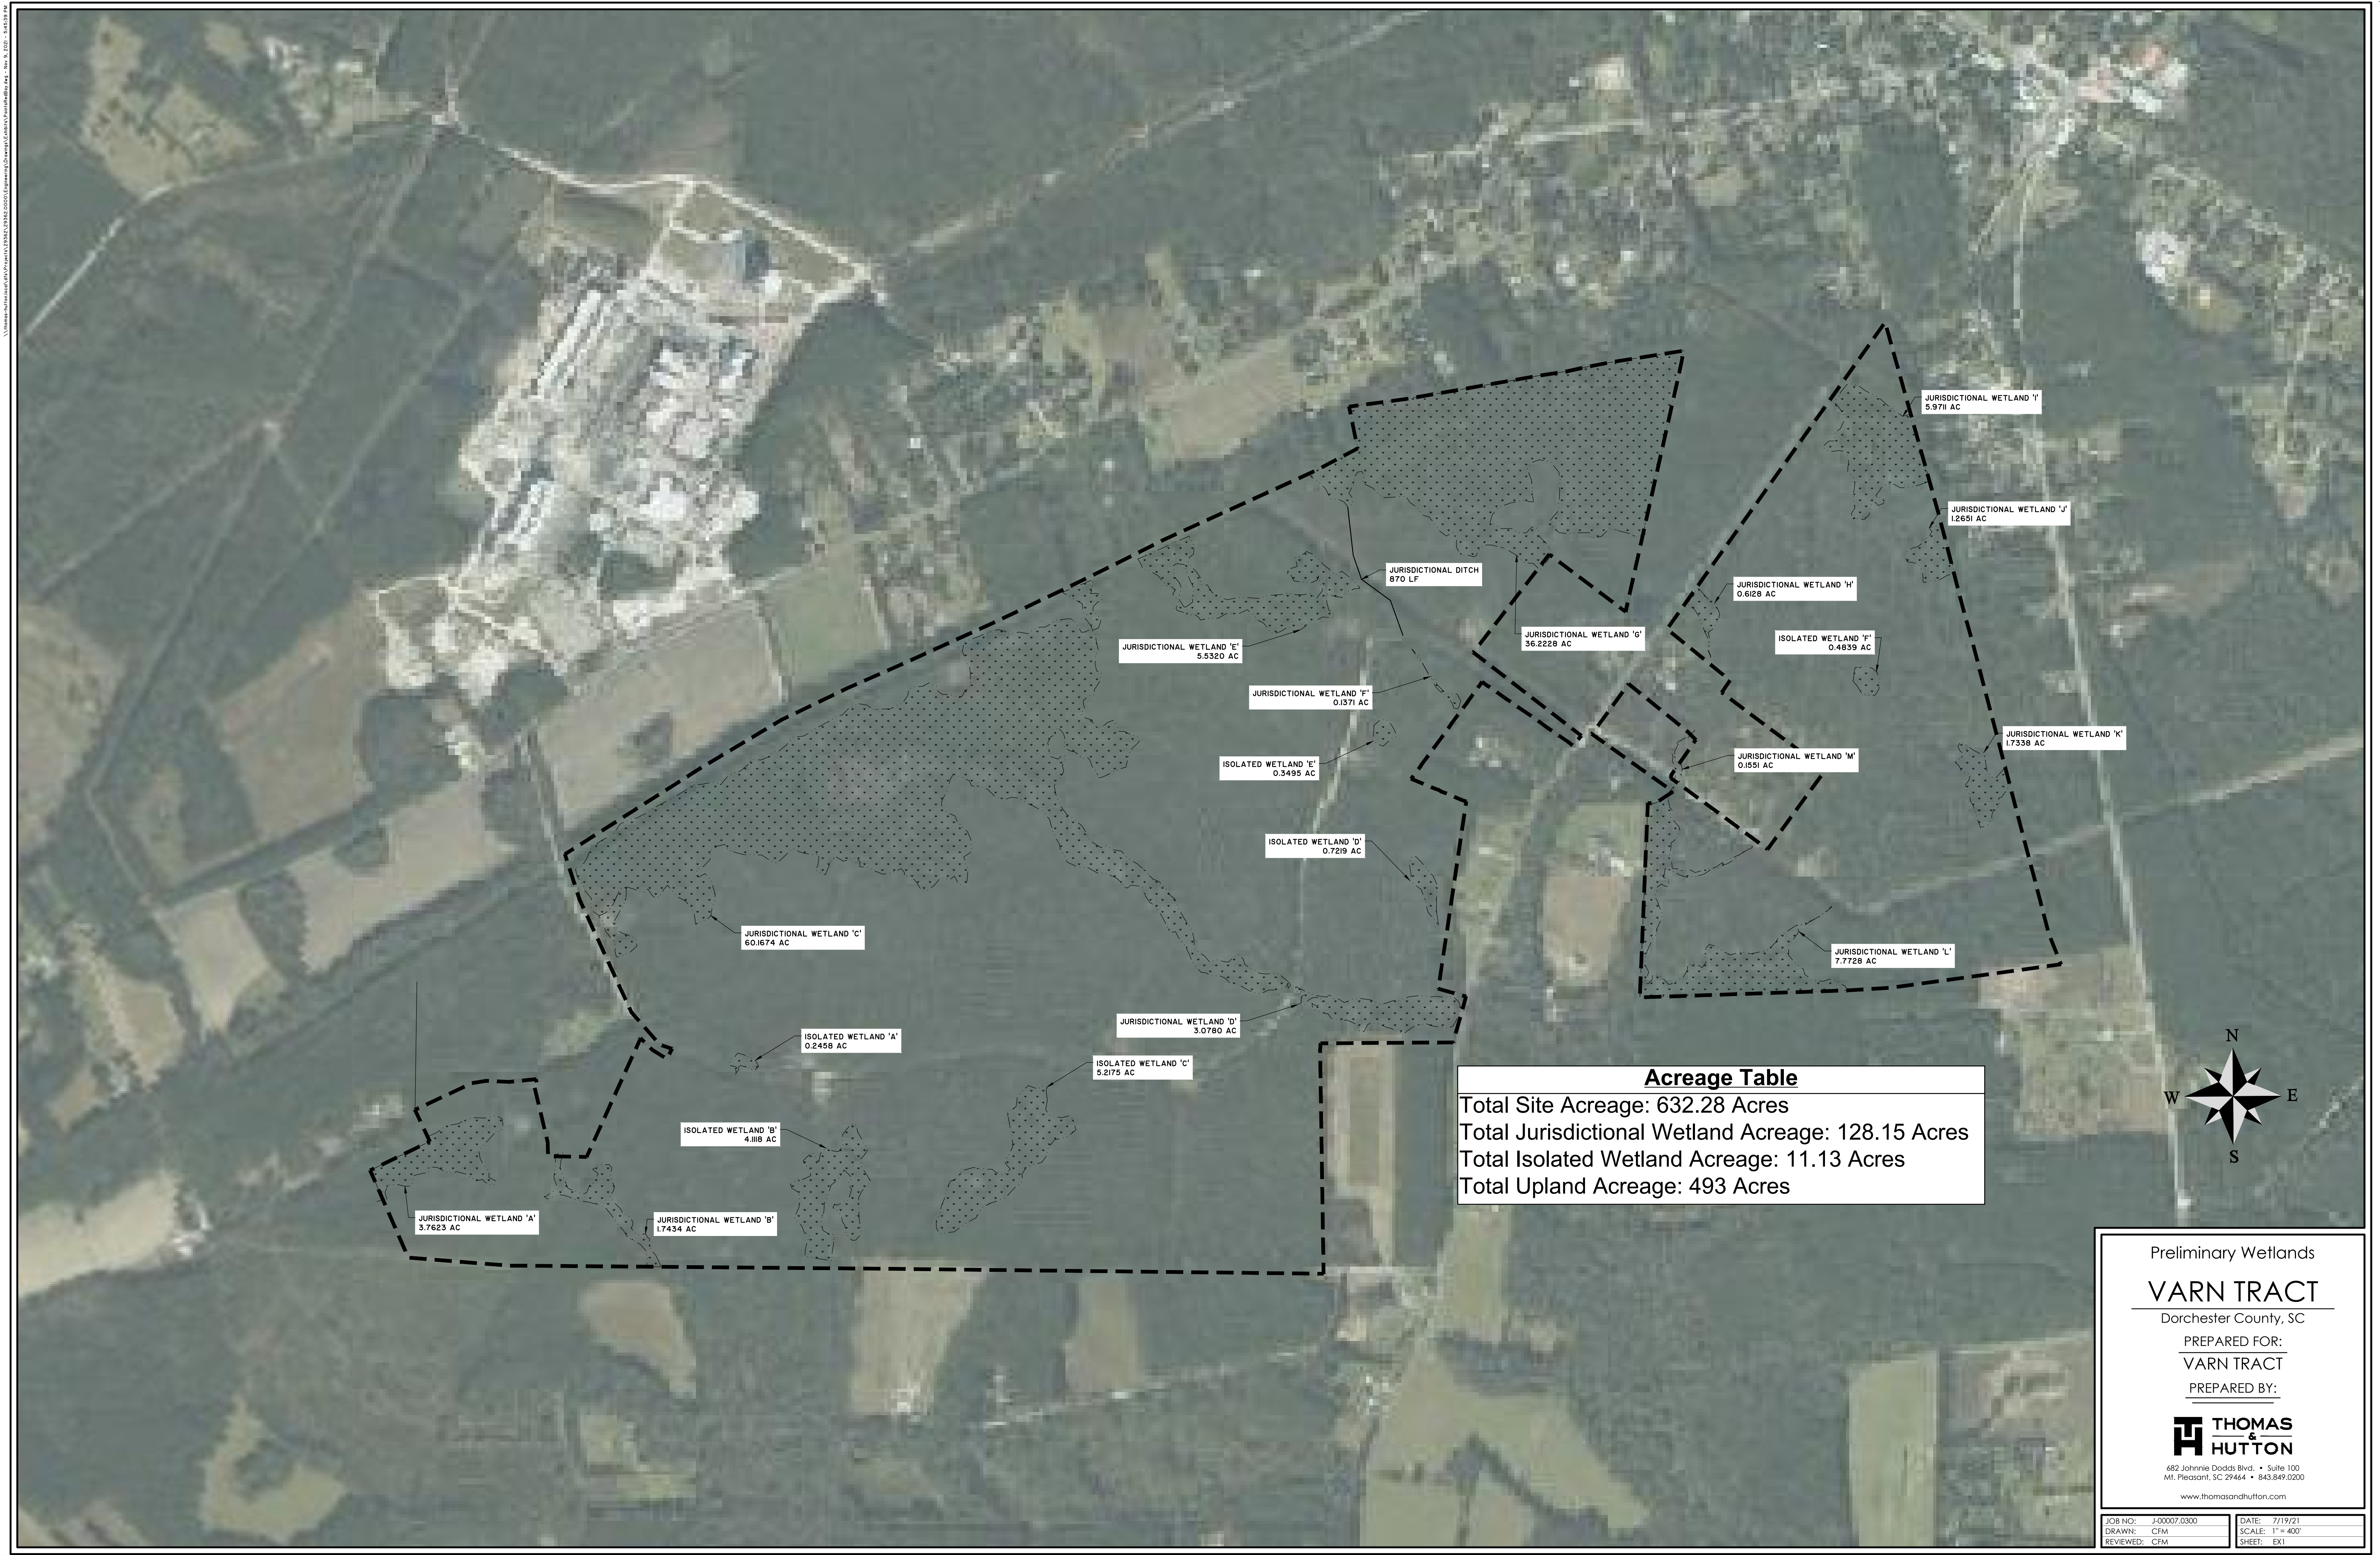 JURISDICTIONAL WETLAND 'I'
5.9711 AC
JURISDICTIONAL WETLAND 'J'
1.2651 AC
JURISDICTIONAL DITCH
870 LF
JURISDICTIONAL WETLAND 'H'
0.6128 AC
JURISDICTIONAL WETLAND 'G'
36.2228 AC
ISOLATED WETLAND 'F'
0.4839 AC
JURISDICTIONAL WETLAND 'E'
5.5320 AC
JURISDICTIONAL WETLAND 'F'
0.1371 AC
JURISDICTIONAL WETLAND 'K'
1.7338 AC
ISOLATED WETLAND 'E'
0.3495 AC
JURISDICTIONAL WETLAND 'M'
0.1551 AC
ISOLATED WETLAND 'D'
0.7219 AC
JURISDICTIONAL WETLAND 'C'
60.1674 AC
JURISDICTIONAL WETLAND 'L'
7.7728 AC
JURISDICTIONAL WETLAND 'D'
3.0780 AC
ISOLATED WETLAND 'A'
0.2458 AC
ISOLATED WETLAND 'C'
5.2175 AC
ISOLATED WETLAND 'B'
4.1118 AC
JURISDICTIONAL WETLAND 'A'
3.7623 AC
JURISDICTIONAL WETLAND 'B'
1.7434 AC
Acreage Table
Total Site Acreage: 632.28 Acres
Total Jurisdictional Wetland Acreage: 128.15 Acres
Total Isolated Wetland Acreage: 11.13 Acres
Total Upland Acreage: 493 Acres
N
W
E
S
Preliminary Wetlands
VARN TRACT
Dorchester County, SC
PREPARED FOR:
VARN TRACT
PREPARED BY:
THOMAS
&
HUTTON
682 Johnnie Dodds Blvd. • Suite 100
Mt. Pleasant, SC 29464 • 843.849.0200
www.thomasandhutton.com
JOB NO: J-00007.0300
DRAWN: CFM
REVIEWED: CFM
DATE: 7/19/21
SCALE: 1" = 400'
SHEET: EX1